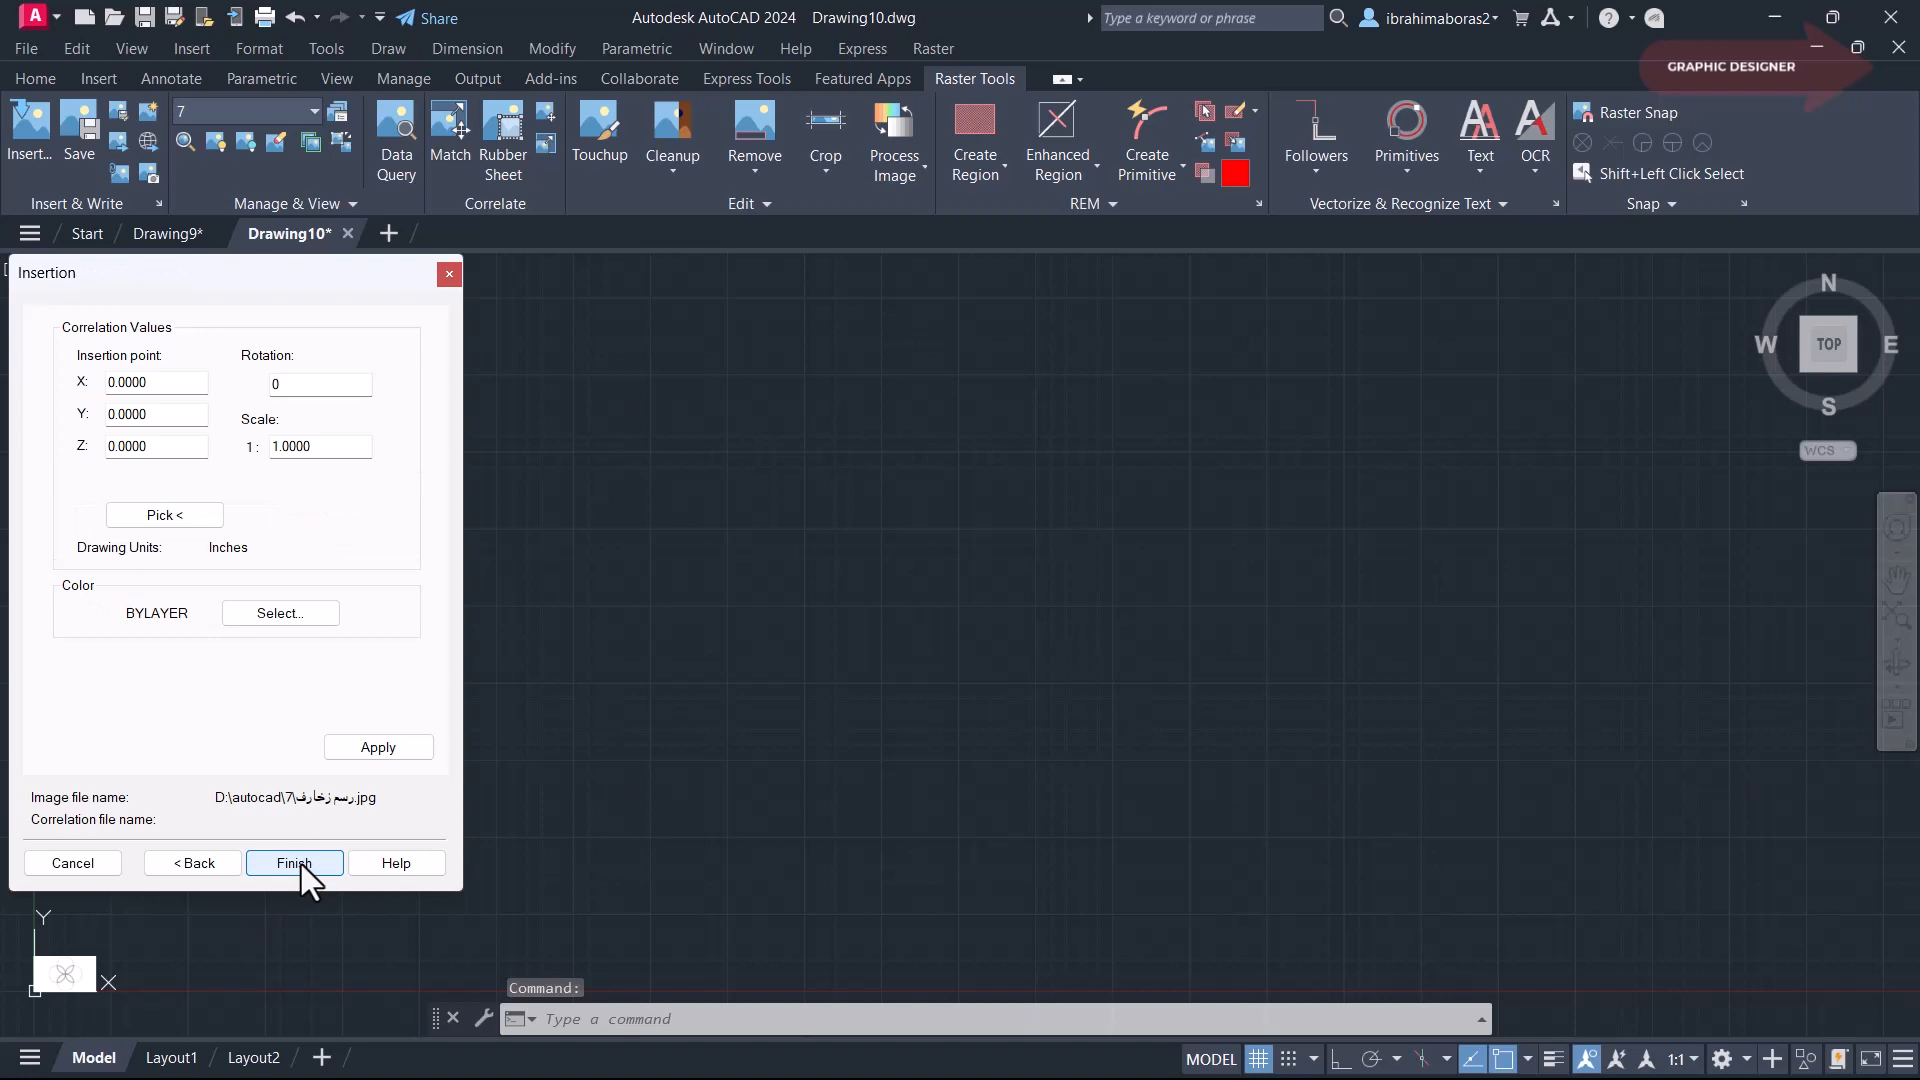 Share
Autodesk AutoCAD 2024 Drawing10.dwg
Type a keyword or phrase
ibrahimaboras2
File Edit View Insert Format Tools Draw Dimension Modify Parametric Window Help Express Raster
GRAPHIC DESIGNER
Home Insert Annotate Parametric View Manage Output Add-ins Collaborate Express Tools Featured Apps Raster Tools
7
Insert... Save
Data Query
Match
Rubber Sheet
Touchup
Cleanup
Remove
Crop
Process Image
Create Region
Enhanced Region
Create Primitive
Followers
Primitives
Text
OCR
Raster Snap
Shift+Left Click Select
Insert & Write Manage & View Correlate Edit REM Vectorize & Recognize Text Snap
Start Drawing9* Drawing10*
Insertion
Correlation Values
Insertion point: Rotation:
X: 0.0000 0
Y: 0.0000 Scale:
Z: 0.0000 1: 1.0000
Pick <
Drawing Units: Inches
Color
BYLAYER Select...
Apply
Image file name: D:\autocad\7\رسم زخارف.jpg
Correlation file name:
Cancel < Back Finish Help
N
W TOP E
S
WCS
Y
X
Command:
Type a command
Model Layout1 Layout2
MODEL 1:1